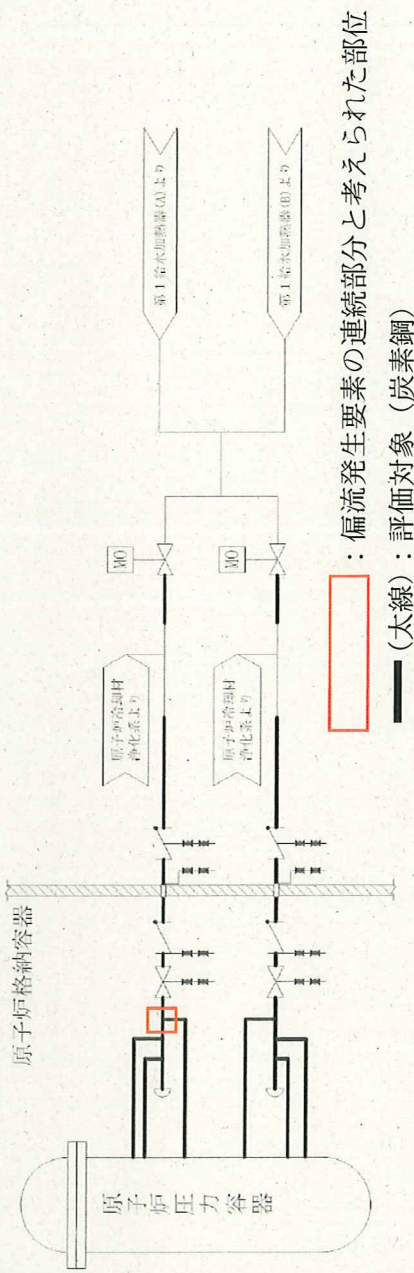 原子炉格納容器
原子炉圧力容器
原子炉冷却材
浄化系より
MO
第1給水加熱器(A)より
原子炉冷却材
浄化系より
MO
第1給水加熱器(B)より
：偏流発生要素の連続部分と考えられた部位
(太線)：評価対象（炭素鋼）